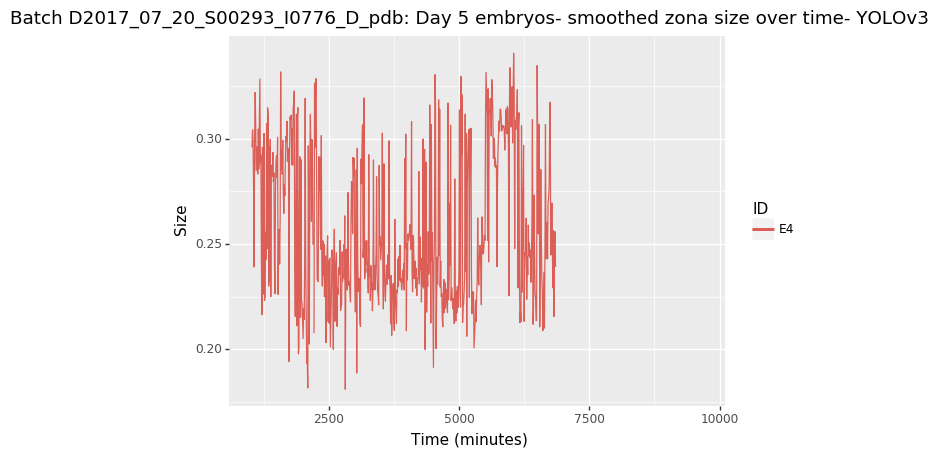 Batch D2017_07_20_S00293_I0776_D_pdb: Day 5 embryos- smoothed zona size over time- YOLOv3
0.30
0.25
0.20
Size
2500
5000
7500
10000
Time (minutes)
ID
E4